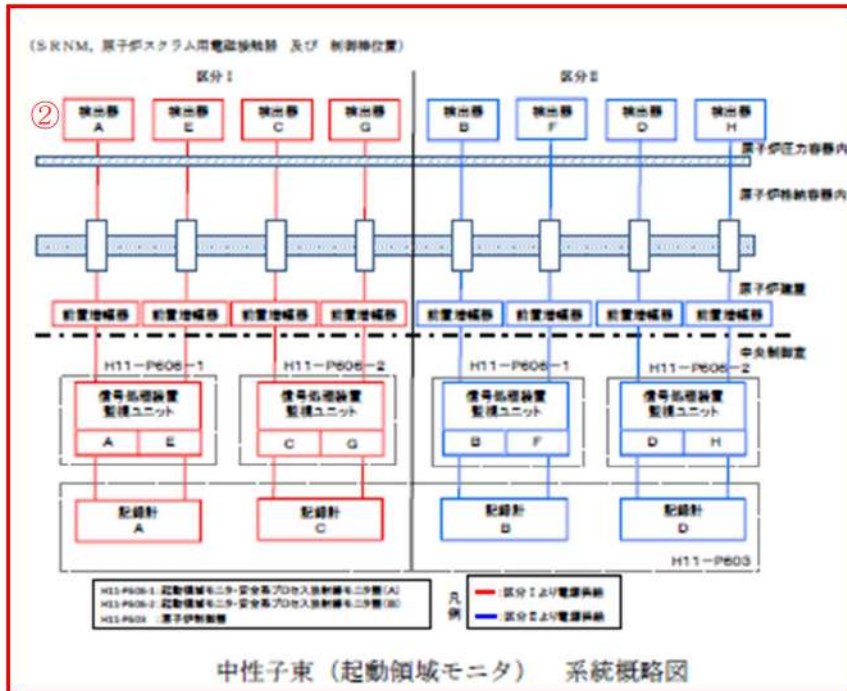 (SRNM,原子炉スクラム用電磁接触器 及び 制御棒位置)
区分Ⅰ 区分Ⅱ
②
検出器 A 検出器 E 検出器 C 検出器 G 検出器 B 検出器 F 検出器 D 検出器 H
原子炉圧力容器内
原子炉格納容器内
原子炉建屋
前置増幅器 前置増幅器 前置増幅器 前置増幅器 前置増幅器 前置増幅器 前置増幅器 前置増幅器
中央制御室
H11-P606-1 H11-P606-2 H11-P606-1 H11-P606-2
信号処理装置 信号処理装置 信号処理装置 信号処理装置
監視ユニット 監視ユニット 監視ユニット 監視ユニット
A E C G B F D H
記録計 記録計 記録計 記録計
A C B D
H11-P603
H11-P606-1:起動領域モニタ・安全系プロセス放射線モニタ盤(A)
H11-P606-2:起動領域モニタ・安全系プロセス放射線モニタ盤(B)
H11-P603 :原子炉制御盤
凡例
:区分Ⅰより電源供給
:区分Ⅱより電源供給
中性子束(起動領域モニタ) 系統概略図